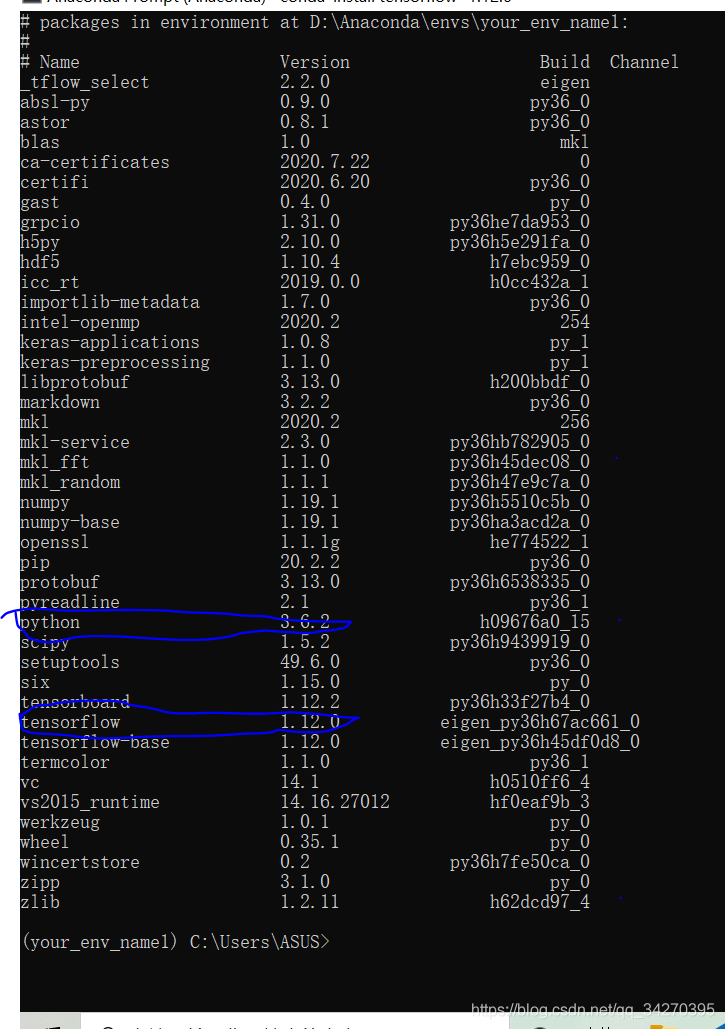 # packages in environment at D:\Anaconda\envs\your_env_name1:
#
# Name Version Build Channel
_tflow_select 2.2.0 eigen
absl-py 0.9.0 py36_0
astor 0.8.1 py36_0
blas 1.0 mkl
ca-certificates 2020.7.22 0
certifi 2020.6.20 py36_0
gast 0.4.0 py_0
grpcio 1.31.0 py36he7da953_0
h5py 2.10.0 py36h5e291fa_0
hdf5 1.10.4 h7ebc959_0
icc_rt 2019.0.0 h0cc432a_1
importlib-metadata 1.7.0 py36_0
intel-openmp 2020.2 254
keras-applications 1.0.8 py_1
keras-preprocessing 1.1.0 py_1
libprotobuf 3.13.0 h200bbdf_0
markdown 3.2.2 py36_0
mkl 2020.2 256
mkl-service 2.3.0 py36hb782905_0
mkl_fft 1.1.0 py36h45dec08_0
mkl_random 1.1.1 py36h47e9c7a_0
numpy 1.19.1 py36h5510c5b_0
numpy-base 1.19.1 py36ha3acd2a_0
openssl 1.1.1g he774522_1
pip 20.2.2 py36_0
protobuf 3.13.0 py36h6538335_0
pyreadline 2.1 py36_1
python 3.6.2 h09676a0_15
scipy 1.5.2 py36h9439919_0
setuptools 49.6.0 py36_0
six 1.15.0 py_0
tensorboard 1.12.2 py36h33f27b4_0
tensorflow 1.12.0 eigen_py36h67ac661_0
tensorflow-base 1.12.0 eigen_py36h45df0d8_0
termcolor 1.1.0 py36_1
vc 14.1 h0510ff6_4
vs2015_runtime 14.16.27012 hf0eaf9b_3
werkzeug 1.0.1 py_0
wheel 0.35.1 py_0
wincertstore 0.2 py36h7fe50ca_0
zipp 3.1.0 py_0
zlib 1.2.11 h62dcd97_4
(your_env_name1) C:\Users\ASUS>
https://blog.csdn.net/qq_34270395